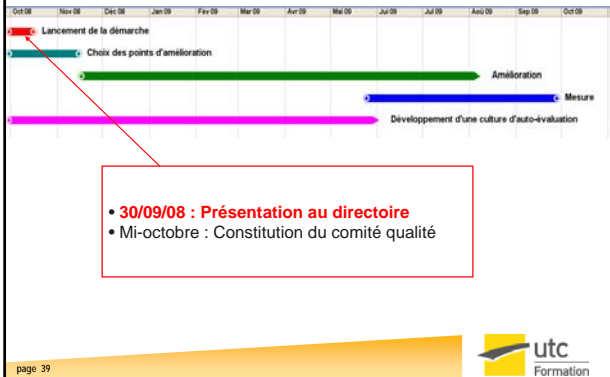 Oct 08 Nov 08 Déc 08 Jan 09 Fév 09 Mar 09 Avr 09 Mai 09 Jui 09 Jul 09 Aoû 09 Sep 09 Oct 09
Lancement de la démarche
Choix des points d'amélioration
Amélioration
Mesure
Développement d'une culture d'auto-évaluation
• 30/09/08 : Présentation au directoire
• Mi-octobre : Constitution du comité qualité
page 39
utc
Formation